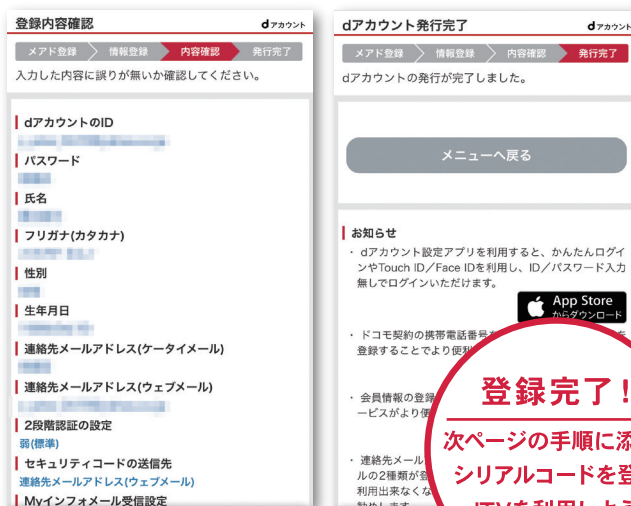 登録内容確認
dアカウント
メアド登録
情報登録
内容確認
発行完了
入力した内容に誤りが無いか確認してください。
dアカウントのID
パスワード
氏名
フリガナ(カタカナ)
性別
生年月日
連絡先メールアドレス(ケータイメール)
連絡先メールアドレス(ウェブメール)
2段階認証の設定
弱(標準)
セキュリティコードの送信先
連絡先メールアドレス(ウェブメール)
Myインフォメール受信設定
dアカウント発行完了
dアカウント
メアド登録
情報登録
内容確認
発行完了
dアカウントの発行が完了しました。
メニューへ戻る
お知らせ
・dアカウント設定アプリを利用すると、かんたんログイ
ンやTouch ID／Face IDを利用し、ID／パスワード入力
無しでログインいただけます。
App Store
からダウンロード
・ドコモ契約の携帯電話番号
登録することでより便利
・会員情報の登録
ービスがより便
・連絡先メール
ルの2種類が登
利用出来なくな
登録完了！
次ページの手順に添
シリアルコードを登